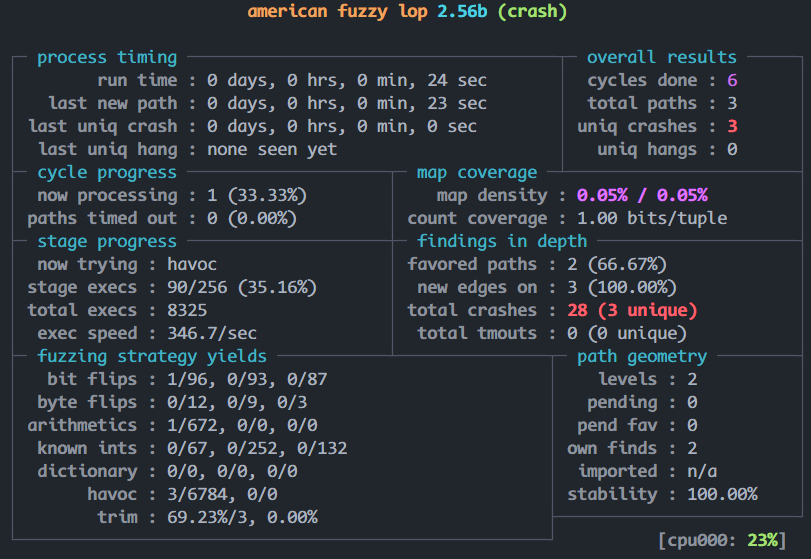 american fuzzy lop 2.56b (crash)
process timing overall results
run time : 0 days, 0 hrs, 0 min, 24 sec cycles done : 6
last new path : 0 days, 0 hrs, 0 min, 23 sec total paths : 3
last uniq crash : 0 days, 0 hrs, 0 min, 0 sec uniq crashes : 3
last uniq hang : none seen yet uniq hangs : 0
cycle progress map coverage
now processing : 1 (33.33%) map density : 0.05% / 0.05%
paths timed out : 0 (0.00%) count coverage : 1.00 bits/tuple
stage progress findings in depth
now trying : havoc favored paths : 2 (66.67%)
stage execs : 90/256 (35.16%) new edges on : 3 (100.00%)
total execs : 8325 total crashes : 28 (3 unique)
exec speed : 346.7/sec total tmouts : 0 (0 unique)
fuzzing strategy yields path geometry
bit flips : 1/96, 0/93, 0/87 levels : 2
byte flips : 0/12, 0/9, 0/3 pending : 0
arithmetics : 1/672, 0/0, 0/0 pend fav : 0
known ints : 0/67, 0/252, 0/132 own finds : 2
dictionary : 0/0, 0/0, 0/0 imported : n/a
havoc : 3/6784, 0/0 stability : 100.00%
trim : 69.23%/3, 0.00%
[cpu000: 23%]